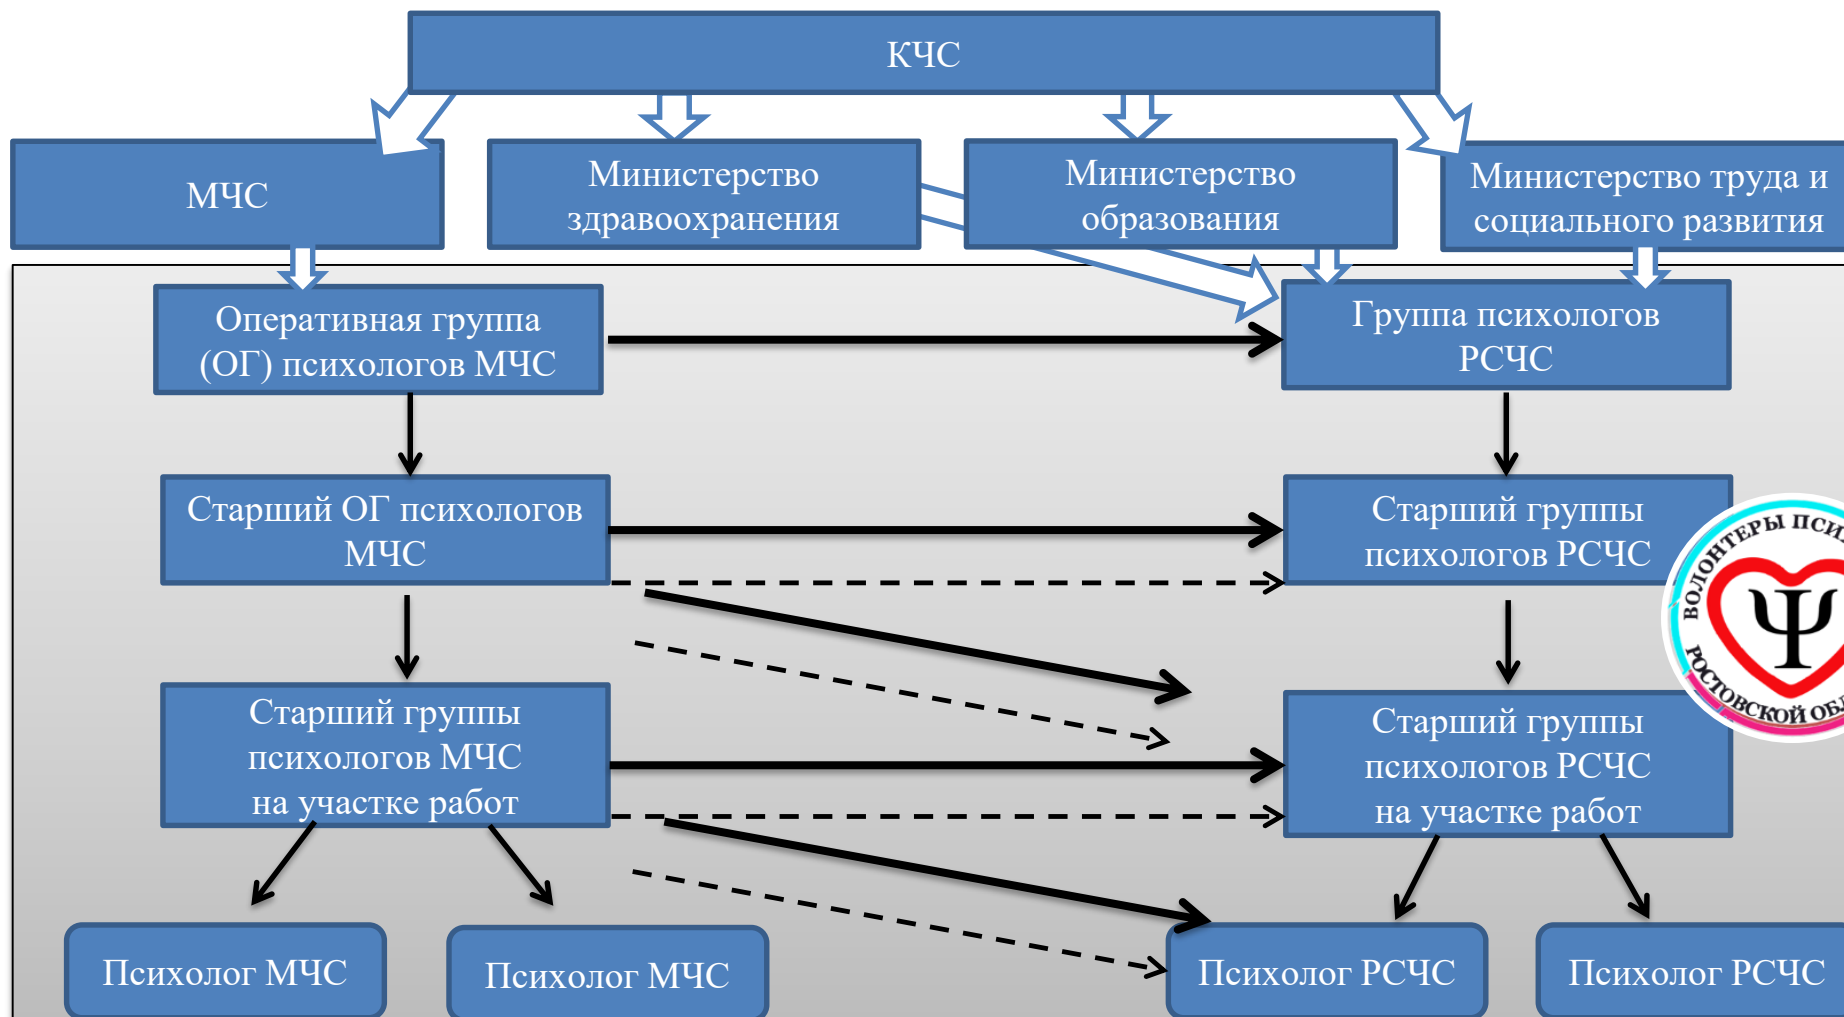 КЧС
МЧС
Министерство
здравоохранения
Министерство
образования
Министерство труда и
социального развития
Оперативная группа
(ОГ) психологов МЧС
Группа психологов
РСЧС
Старший ОГ психологов
МЧС
Старший группы
психологов РСЧС
ВОЛОНТЕРЫ
РОСТОВСКОЙ
Старший группы
психологов МЧС
на участке работ
Старший группы
психологов РСЧС
на участке работ
Психолог МЧС
Психолог МЧС
Психолог РСЧС
Психолог РСЧС